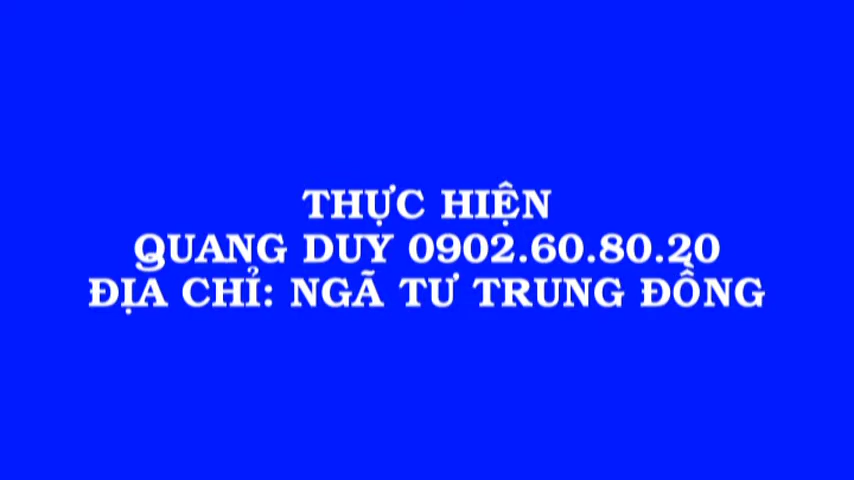 THỰC HIỆN
QUANG DUY 0902.60.80.20
ĐỊA CHỈ: NGÃ TƯ TRUNG ĐỒNG